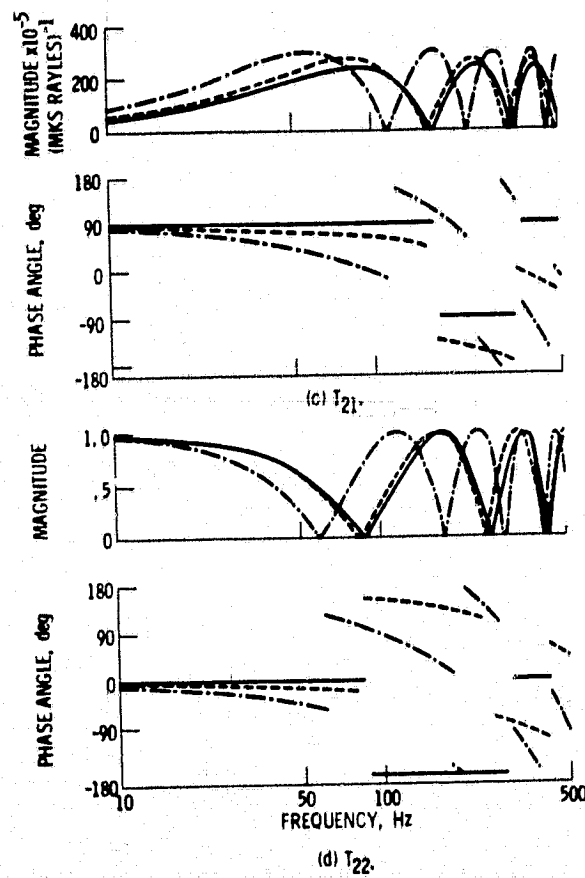 MAGNITUDE x10-5
(MKS RAYLES)-1
400
200
0
PHASE ANGLE, deg
180
90
0
-90
-180
(c) T21.
MAGNITUDE
1.0
.5
0
PHASE ANGLE, deg
180
90
0
-90
-180
10
50
100
500
FREQUENCY, Hz
(d) T22.